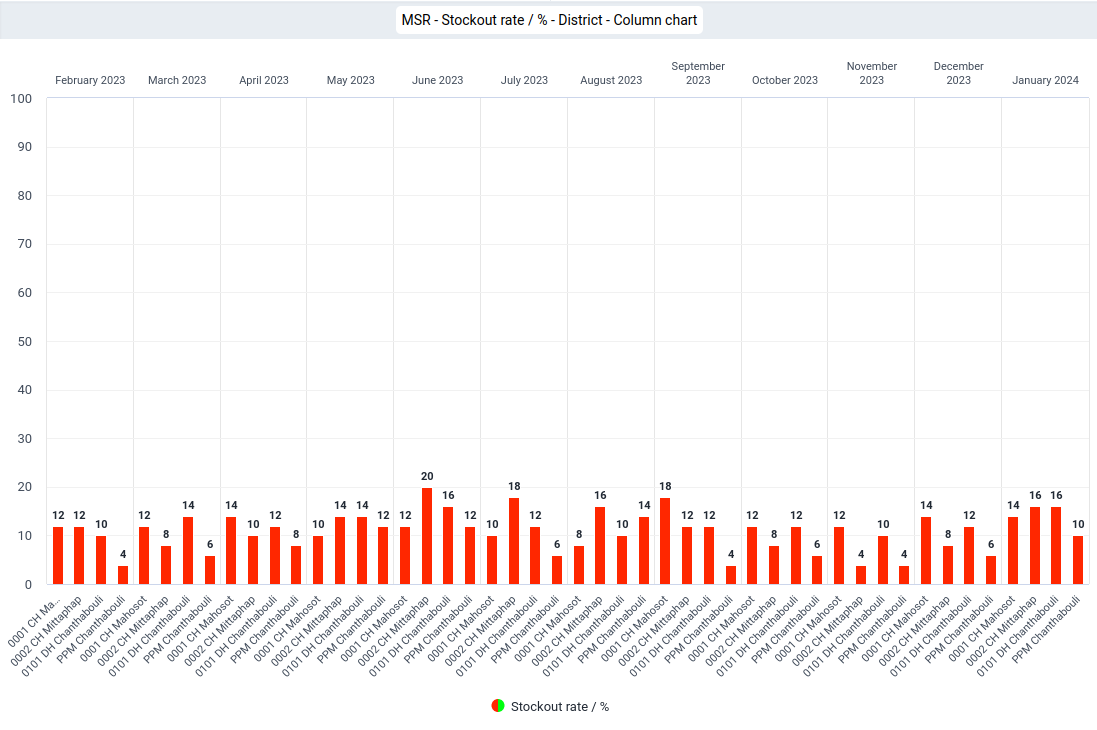 MSR - Stockout rate / % - District - Column chart
February 2023 March 2023 April 2023 May 2023 June 2023 July 2023 August 2023 September 2023 October 2023 November 2023 December 2023 January 2024
100
90
80
70
60
50
40
30
20
10
0
12 12 10 4 12 8 14 6 14 10 12 8 10 14 14 12 12 20 16 12 10 18 12 6 8 16 10 14 18 12 12 4 12 8 12 6 12 4 10 4 14 8 12 6 14 16 16 10
0001 CH Ma...
0002 CH Mittaphap
0101 DH Chanthabouli
PPM Chanthabouli
0001 CH Mahosot
0002 CH Mittaphap
0101 DH Chanthabouli
PPM Chanthabouli
0001 CH Mahosot
0002 CH Mittaphap
0101 DH Chanthabouli
PPM Chanthabouli
0001 CH Mahosot
0002 CH Mittaphap
0101 DH Chanthabouli
PPM Chanthabouli
0001 CH Mahosot
0002 CH Mittaphap
0101 DH Chanthabouli
PPM Chanthabouli
0001 CH Mahosot
0002 CH Mittaphap
0101 DH Chanthabouli
PPM Chanthabouli
0001 CH Mahosot
0002 CH Mittaphap
0101 DH Chanthabouli
PPM Chanthabouli
0001 CH Mahosot
0002 CH Mittaphap
0101 DH Chanthabouli
PPM Chanthabouli
0001 CH Mahosot
0002 CH Mittaphap
0101 DH Chanthabouli
PPM Chanthabouli
0001 CH Mahosot
0002 CH Mittaphap
0101 DH Chanthabouli
PPM Chanthabouli
0001 CH Mahosot
0002 CH Mittaphap
0101 DH Chanthabouli
PPM Chanthabouli
0001 CH Mahosot
0002 CH Mittaphap
0101 DH Chanthabouli
PPM Chanthabouli
Stockout rate / %